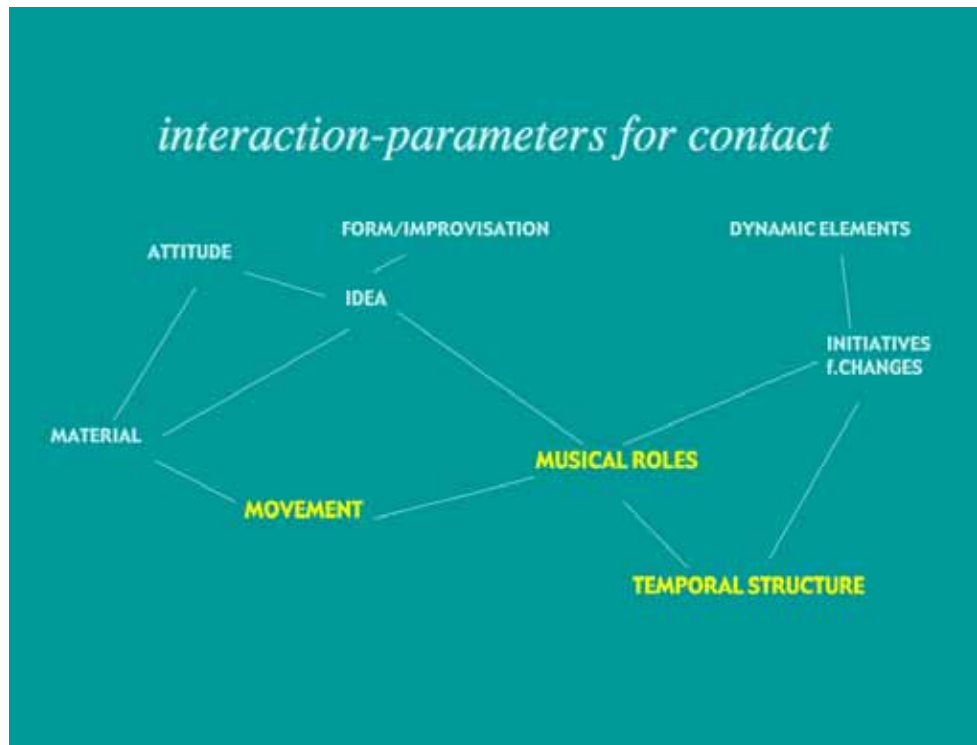 interaction-parameters for contact
FORM/IMPROVISATION
DYNAMIC ELEMENTS
ATTITUDE
IDEA
INITIATIVES
f.CHANGES
MATERIAL
MUSICAL ROLES
MOVEMENT
TEMPORAL STRUCTURE